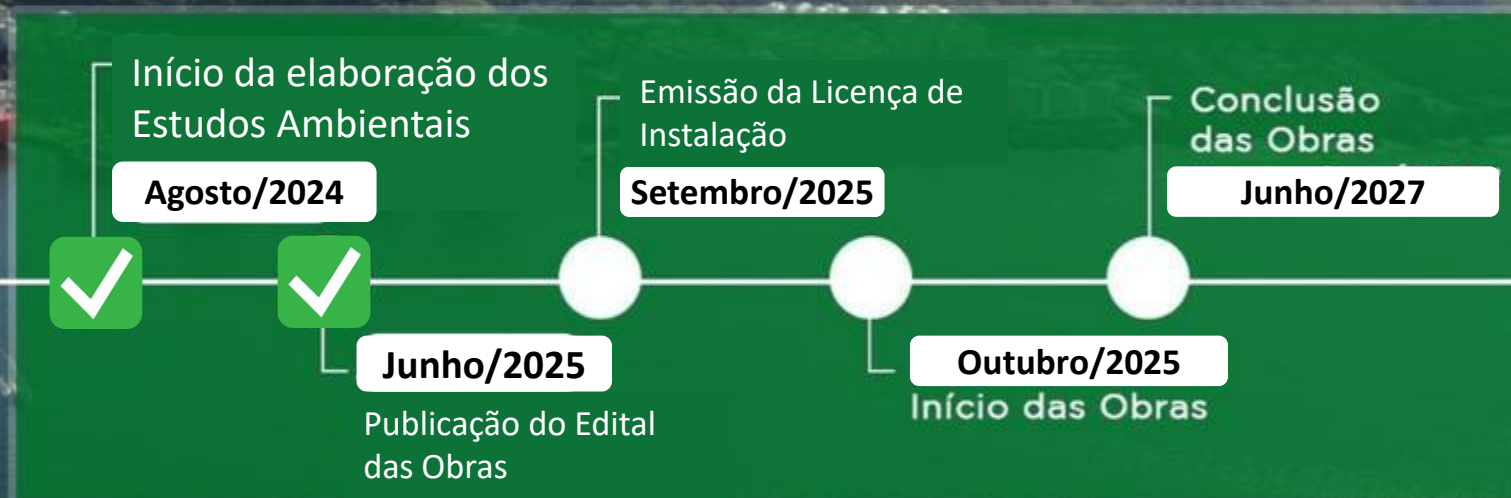 Início da elaboração dos
Estudos Ambientais
Agosto/2024
Junho/2025
Publicação do Edital
das Obras
Emissão da Licença de
Instalação
Setembro/2025
Outubro/2025
Início das Obras
Conclusão
das Obras
Junho/2027